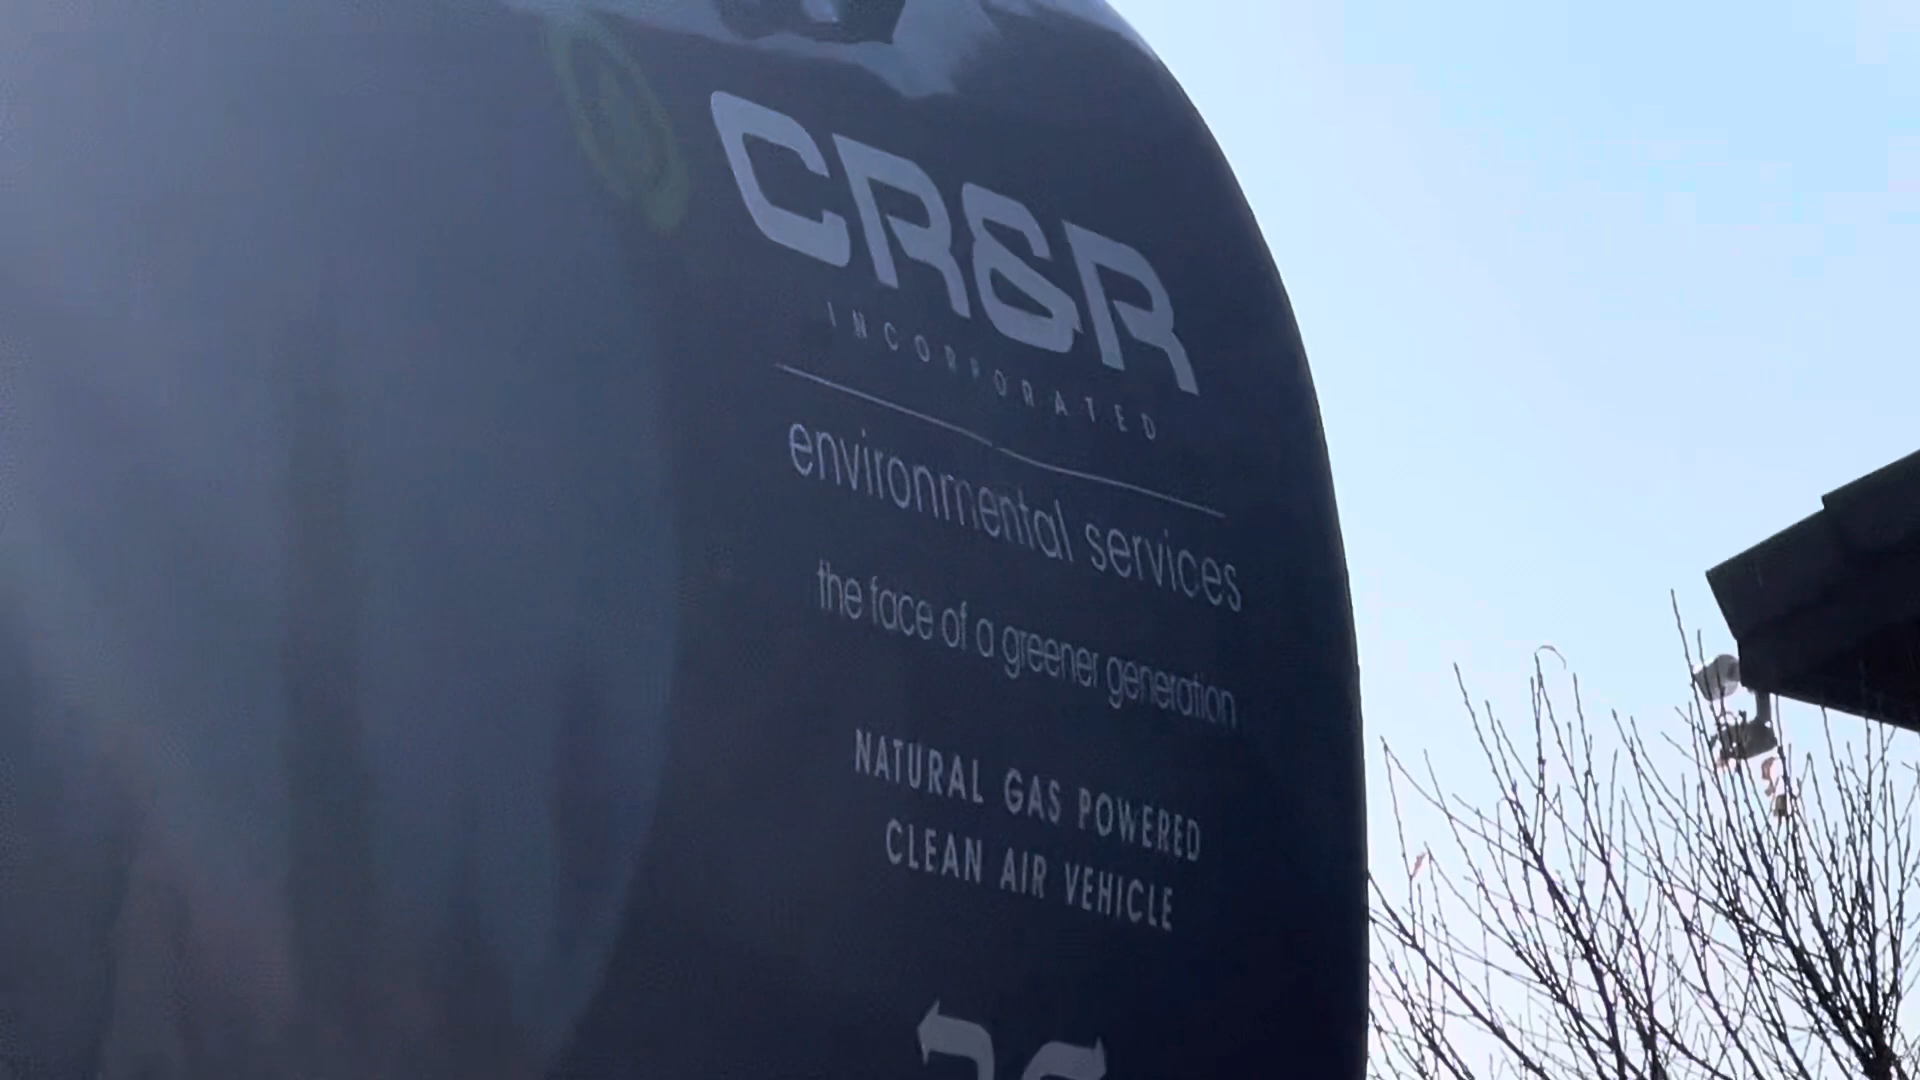 CR&R
INCORPORATED
environmental services
the face of a greener generation
NATURAL GAS POWERED
CLEAN AIR VEHICLE